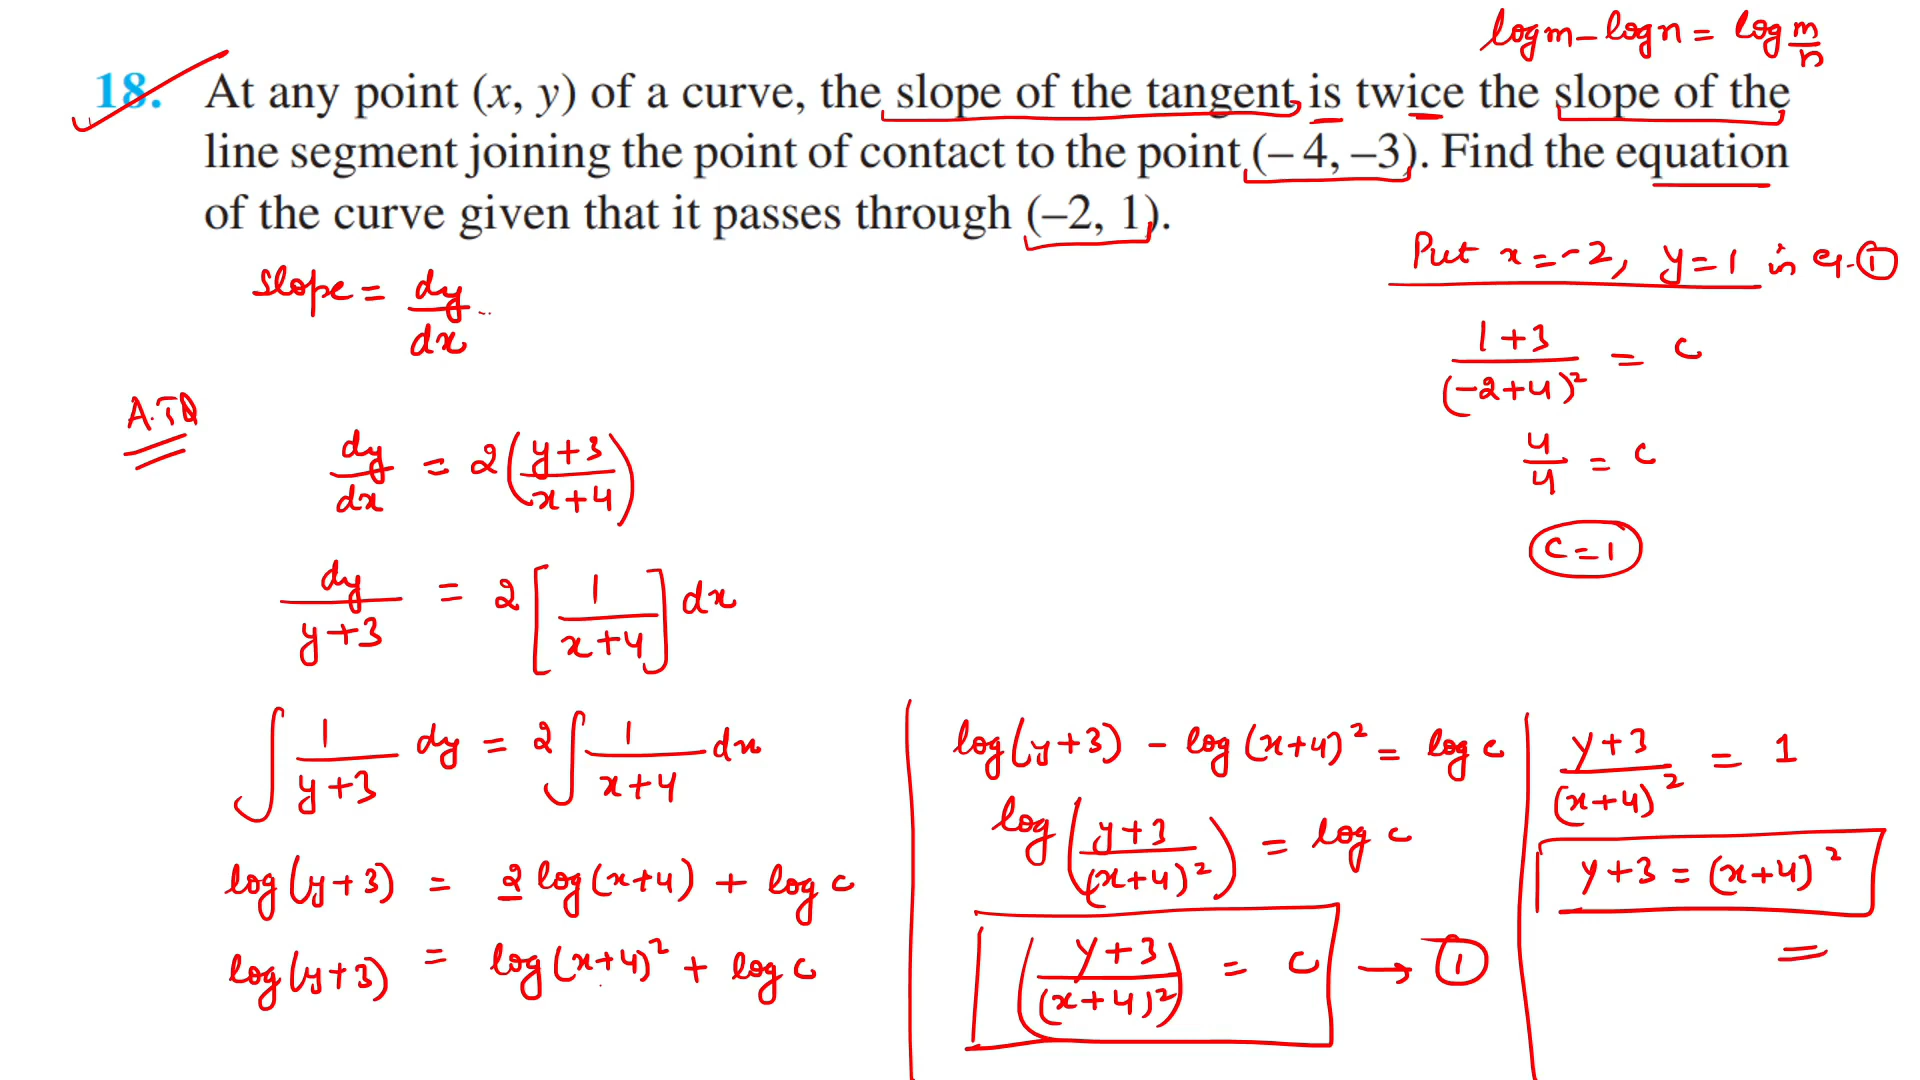 log m - log n = log m/n
18. At any point (x, y) of a curve, the slope of the tangent is twice the slope of the
line segment joining the point of contact to the point (– 4, –3). Find the equation
of the curve given that it passes through (–2, 1).
slope = dy/dx
A.T.Q
dy/dx = 2((y+3)/(x+4))
dy/(y+3) = 2[1/(x+4)] dx
∫ 1/(y+3) dy = 2∫ 1/(x+4) dx
log(y+3) = 2 log(x+4) + log c
log(y+3) = log(x+4)² + log c
log(y+3) - log(x+4)² = log c
log((y+3)/(x+4)²) = log c
((y+3)/(x+4)²) = c → ①
Put x = -2, y = 1 in eq. ①
(1+3)/(-2+4)² = c
4/4 = c
c = 1
(y+3)/(x+4)² = 1
y+3 = (x+4)²